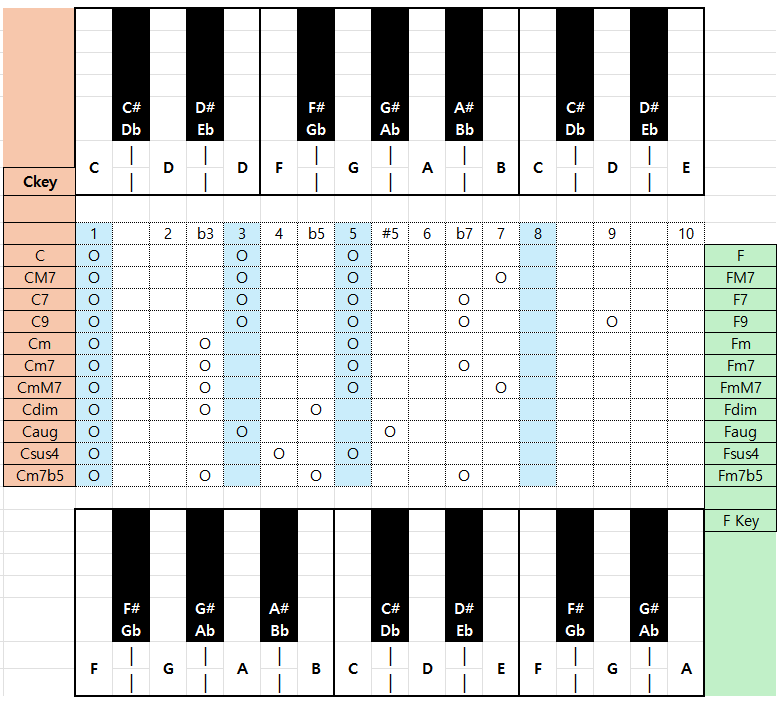 C# D# F# G# A# C# D#
Db Eb Gb Ab Bb Db Eb
| | | | | | |
C D D F G A B C D E
| | | | | | |
Ckey
1 2 b3 3 4 b5 5 #5 6 b7 7 8 9 10
C O O O F
CM7 O O O O FM7
C7 O O O O F7
C9 O O O O O F9
Cm O O O Fm
Cm7 O O O O Fm7
CmM7 O O O O FmM7
Cdim O O O Fdim
Caug O O O Faug
Csus4 O O O Fsus4
Cm7b5 O O O O Fm7b5
F Key
F# G# A# C# D# F# G#
Gb Ab Bb Db Eb Gb Ab
| | | | | | |
F G A B C D E F G A
| | | | | | |